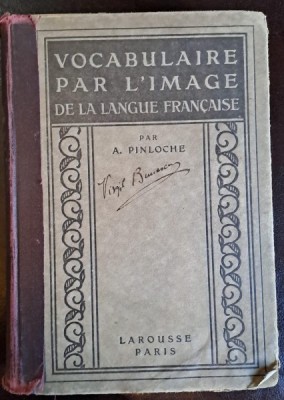 VOCABULAIRE
PAR L'IMAGE
DE LA LANGUE FRANÇAISE
PAR
A. PINLOCHE
LAROUSSE
PARIS